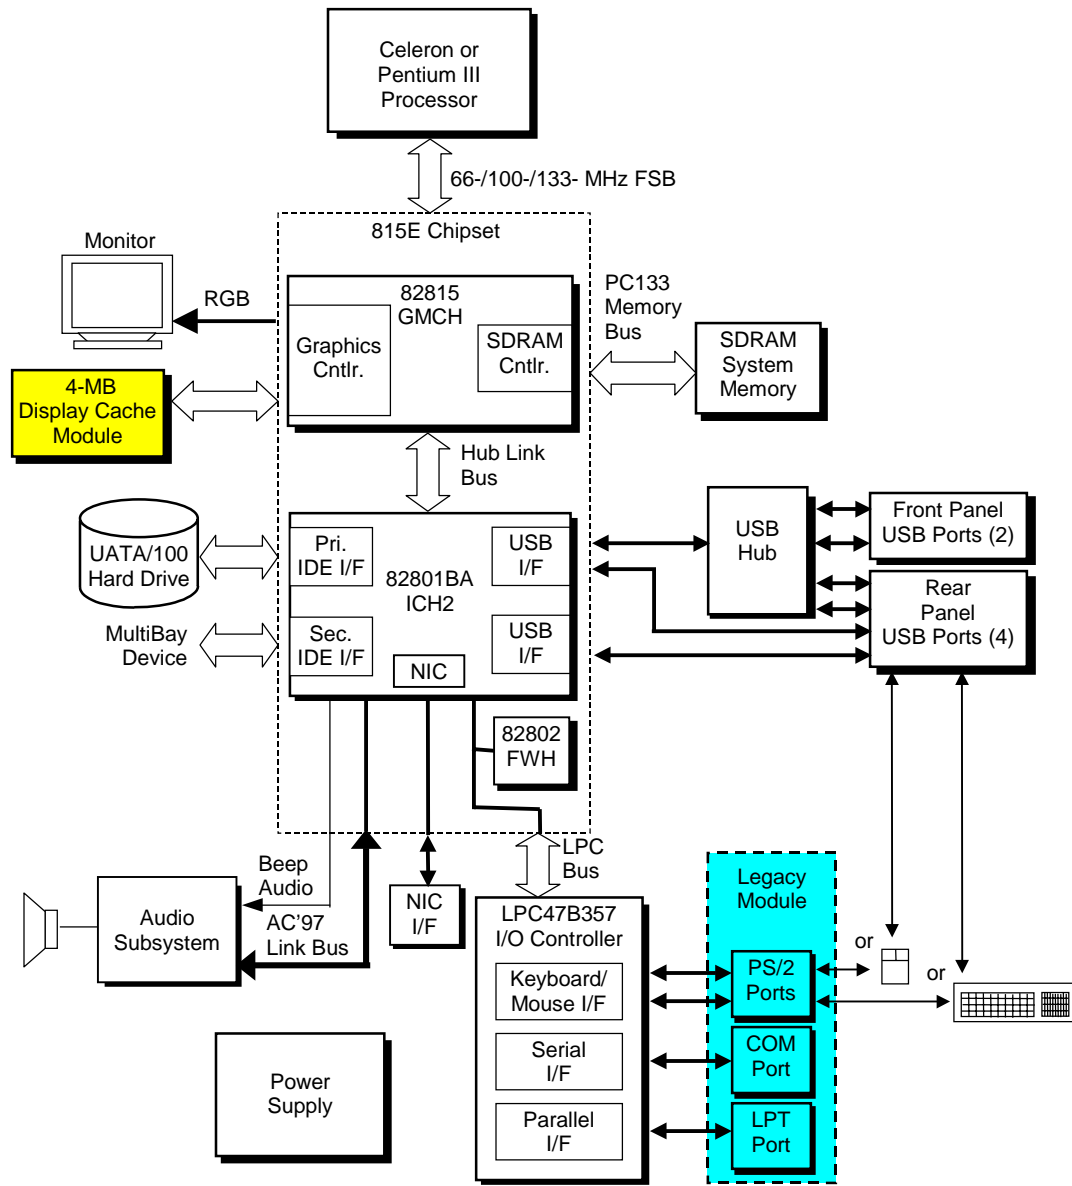 Celeron or
Pentium III
Processor
66-/100-/133- MHz FSB
815E Chipset
Monitor
RGB
82815
GMCH
Graphics
Cntlr.
SDRAM
Cntlr.
PC133
Memory
Bus
SDRAM
System
Memory
4-MB
Display Cache
Module
Hub Link
Bus
UATA/100
Hard Drive
Pri.
IDE I/F
USB
I/F
82801BA
ICH2
USB
Hub
Front Panel
USB Ports (2)
Rear
Panel
USB Ports (4)
MultiBay
Device
Sec.
IDE I/F
USB
I/F
NIC
82802
FWH
LPC
Bus
Beep
Audio
AC'97
Link Bus
Audio
Subsystem
NIC
I/F
LPC47B357
I/O Controller
Keyboard/
Mouse I/F
Serial
I/F
Parallel
I/F
Legacy
Module
PS/2
Ports
COM
Port
LPT
Port
or
or
Power
Supply